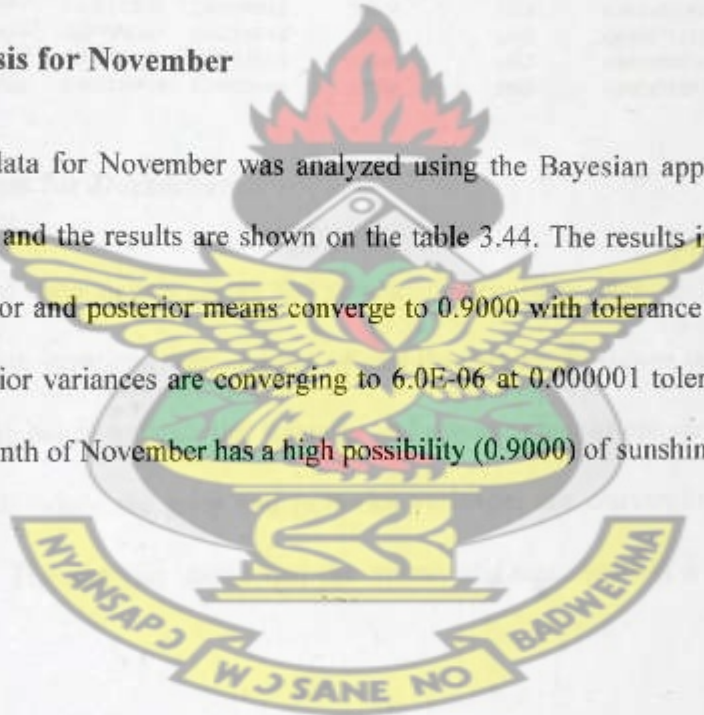 sis for November
data for November was analyzed using the Bayesian app
and the results are shown on the table 3.44. The results i
or and posterior means converge to 0.9000 with tolerance
ior variances are converging to 6.0E-06 at 0.000001 toler
nth of November has a high possibility (0.9000) of sunshin
NYANSAPƆ WƆ SANE NO BADWENMA